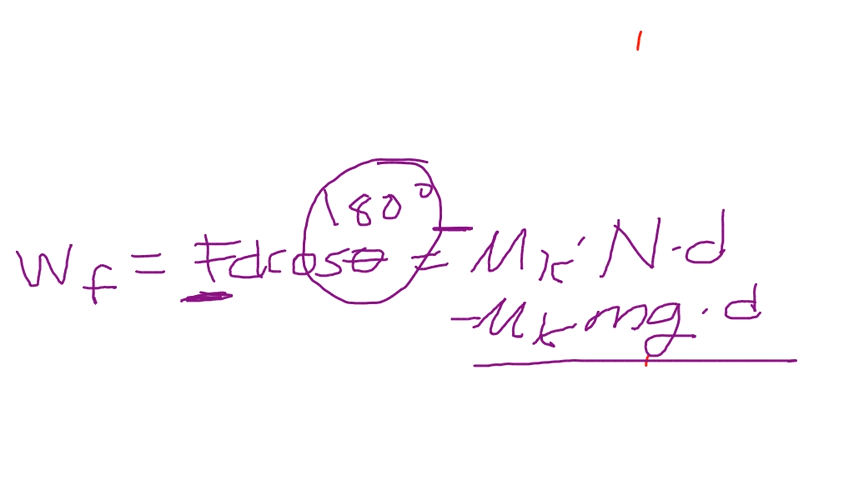 180°
W_f = Fdcosθ = -μ_k·N·d
-μ_k·mg·d